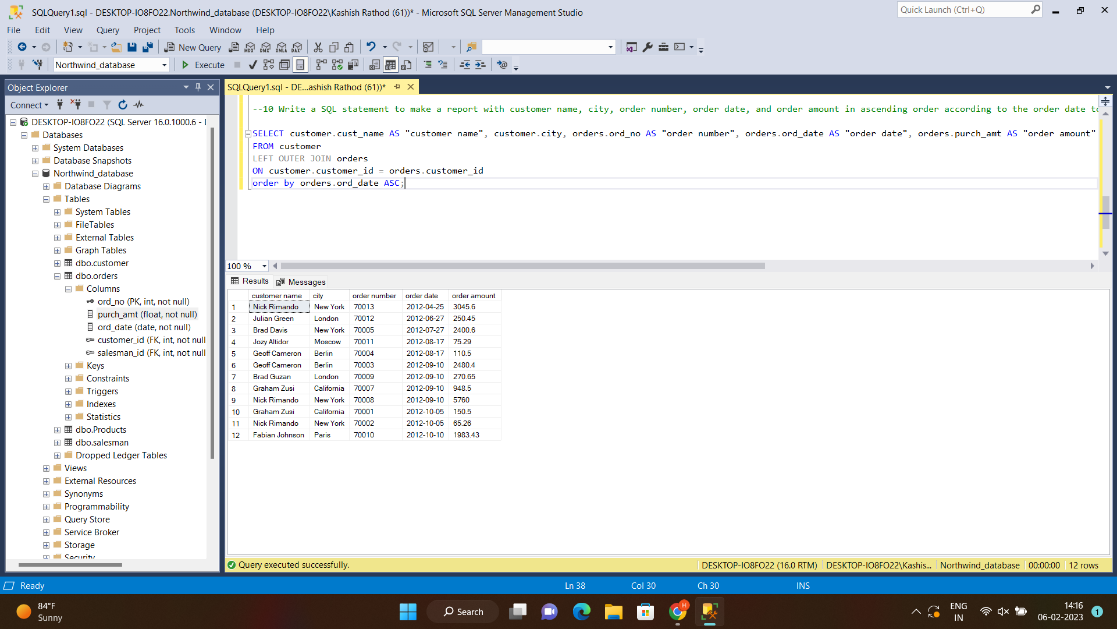 SQLQuery1.sql - DESKTOP-IO8FO22.Northwind_database (DESKTOP-IO8FO22\Kashish Rathod (61))* - Microsoft SQL Server Management Studio
Quick Launch (Ctrl+Q)
File Edit View Query Project Tools Window Help
New Query
MDX DMX XMLA DAX
Northwind_database Execute
Object Explorer
SQLQuery1.sql - DE...ashish Rathod (61))*
Connect
DESKTOP-IO8FO22 (SQL Server 16.0.1000.6 - I
Databases
System Databases
Database Snapshots
Northwind_database
Database Diagrams
Tables
System Tables
FileTables
External Tables
Graph Tables
dbo.customer
dbo.orders
Columns
ord_no (PK, int, not null)
purch_amt (float, not null)
ord_date (date, not null)
customer_id (FK, int, not null
salesman_id (FK, int, not null
Keys
Constraints
Triggers
Indexes
Statistics
dbo.Products
dbo.salesman
Dropped Ledger Tables
Views
External Resources
Synonyms
Programmability
Query Store
Service Broker
Storage
Security
--10 Write a SQL statement to make a report with customer name, city, order number, order date, and order amount in ascending order according to the order date to
SELECT customer.cust_name AS "customer name", customer.city, orders.ord_no AS "order number", orders.ord_date AS "order date", orders.purch_amt AS "order amount"
FROM customer
LEFT OUTER JOIN orders
ON customer.customer_id = orders.customer_id
order by orders.ord_date ASC;
100 %
Results Messages
customer name city order number order date order amount
1 Nick Rimando New York 70013 2012-04-25 3045.6
2 Julian Green London 70012 2012-06-27 250.45
3 Brad Davis New York 70005 2012-07-27 2400.6
4 Jozy Altidor Moscow 70011 2012-08-17 75.29
5 Geoff Cameron Berlin 70004 2012-08-17 110.5
6 Geoff Cameron Berlin 70003 2012-09-10 2480.4
7 Brad Guzan London 70009 2012-09-10 270.65
8 Graham Zusi California 70007 2012-09-10 948.5
9 Nick Rimando New York 70008 2012-09-10 5760
10 Graham Zusi California 70001 2012-10-05 150.5
11 Nick Rimando New York 70002 2012-10-05 65.26
12 Fabian Johnson Paris 70010 2012-10-10 1983.43
Query executed successfully. DESKTOP-IO8FO22 (16.0 RTM) DESKTOP-IO8FO22\Kashis... Northwind_database 00:00:00 12 rows
Ready Ln 38 Col 30 Ch 30 INS
84°F
Sunny
Search
ENG
IN
14:16
06-02-2023
1